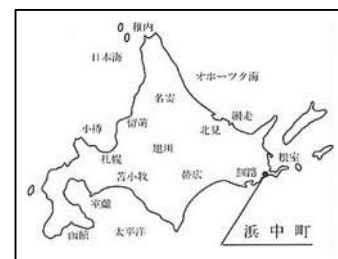 稚内
日本海
オホーツク海
名寄
網走
留萌
北見
小樽
旭川
札幌
根室
釧路
帯広
苫小牧
室蘭
函館
太平洋
浜中町